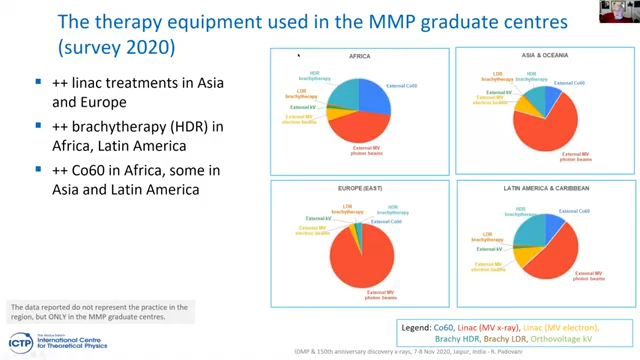 The therapy equipment used in the MMP graduate centres
(survey 2020)
++ linac treatments in Asia
and Europe
++ brachytherapy (HDR) in
Africa, Latin America
++ Co60 in Africa, some in
Asia and Latin America
AFRICA
HDR
brachytherapy
LDR
brachytherapy
External kV
External MV
electron beams
External Co60
External MV
photon beams
ASIA & OCEANIA
LDR
brachytherapy
HDR
brachytherapy
External kV
External MV
electron beams
External Co60
External MV
photon beams
EUROPE (EAST)
LDR
brachytherapy
HDR
brachytherapy
External kV
External Co60
External MV
electron beams
External MV
photon beams
LATIN AMERICA & CARIBBEAN
HDR
brachytherapy
External Co60
LDR
brachytherapy
External kV
External MV
electron beams
External MV
photon beams
The data reported do not represent the practice in the
region, but ONLY in the MMP graduate centres.
Legend: Co60, Linac (MV x-ray), Linac (MV electron),
Brachy HDR, Brachy LDR, Orthovoltage kV
ICTP
International Centre
for Theoretical Physics
IDMP & 150th anniversary discovery x-rays, 7-8 Nov 2020, Jaipur, India - R. Padovani